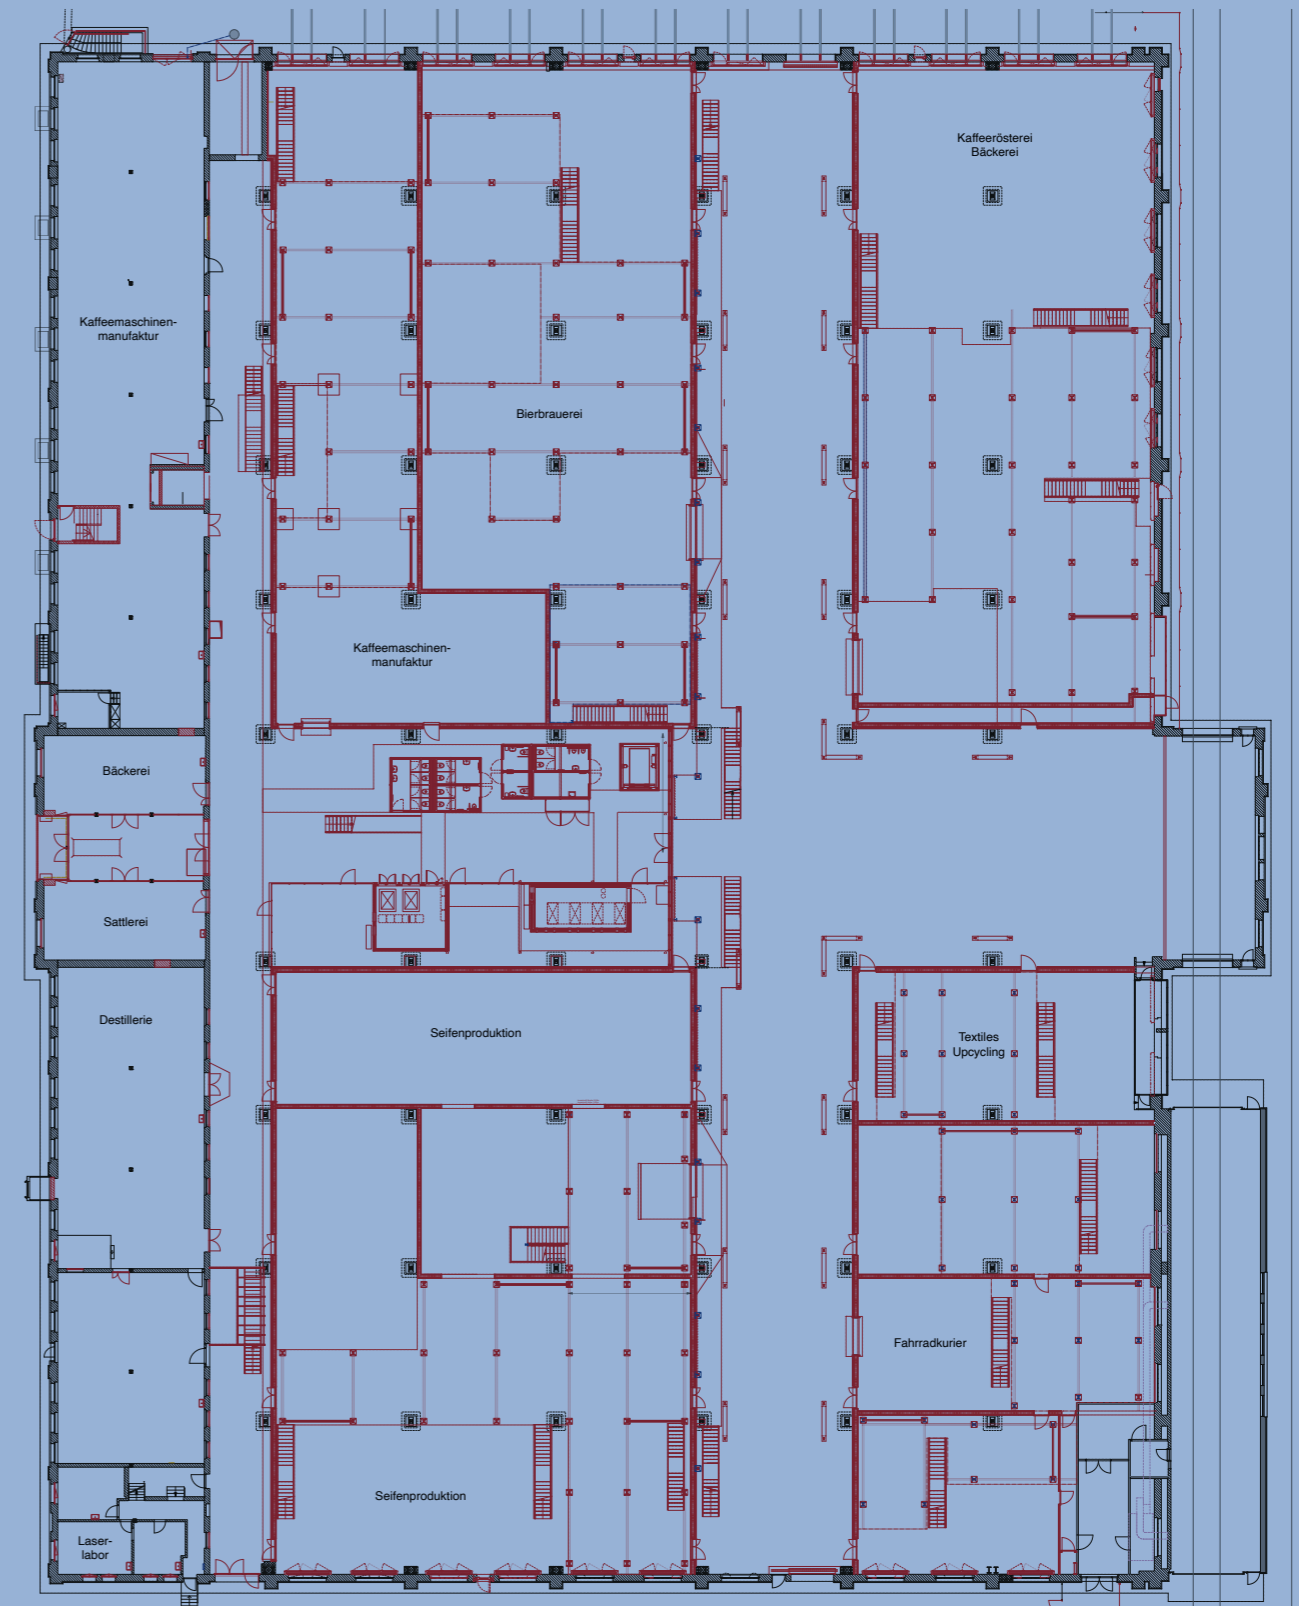 Kaffeerösterei
Bäckerei
Kaffeemaschinen-
manufaktur
Bierbrauerei
Kaffeemaschinen-
manufaktur
Bäckerei
Sattlerei
Destillerie
Seifenproduktion
Textiles
Upcycling
Fahrradkurier
Seifenproduktion
Laser-
labor